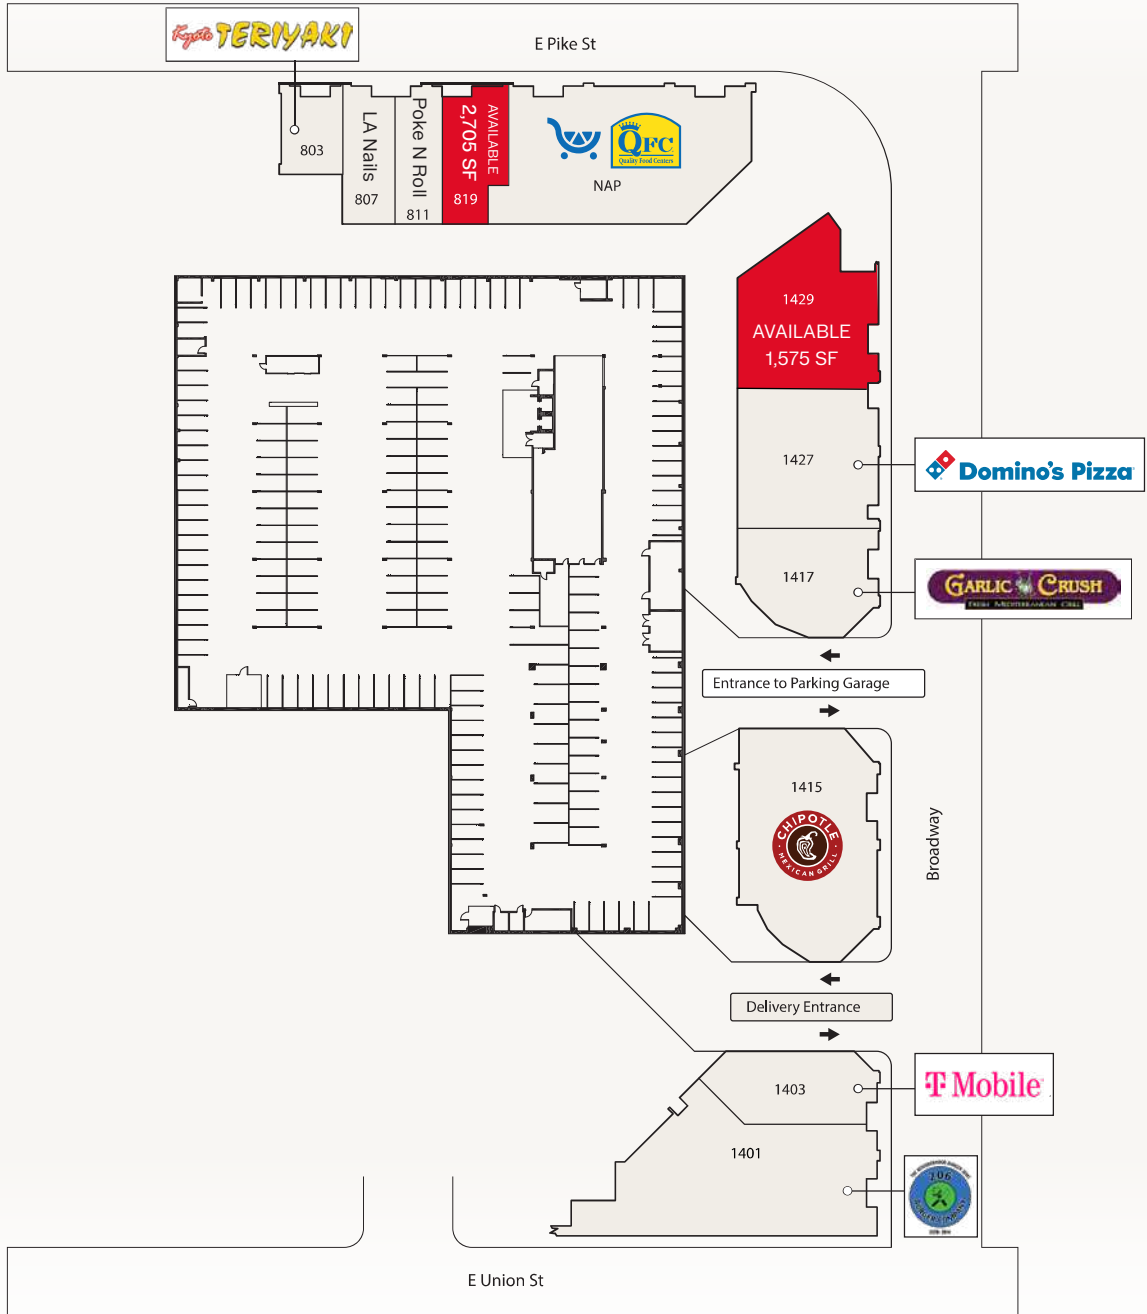 Kyoto TERIYAKI
E Pike St
803
LA Nails
807
Poke N Roll
811
AVAILABLE
2,705 SF
819
QFC
Quality Food Centers
NAP
1429
AVAILABLE
1,575 SF
1427
Domino's Pizza
1417
GARLIC CRUSH
FRESH MEDITERRANEAN GRILL
Entrance to Parking Garage
1415
CHIPOTLE
MEXICAN GRILL
Broadway
Delivery Entrance
1403
T Mobile
1401
206
BURGER COMPANY
E Union St